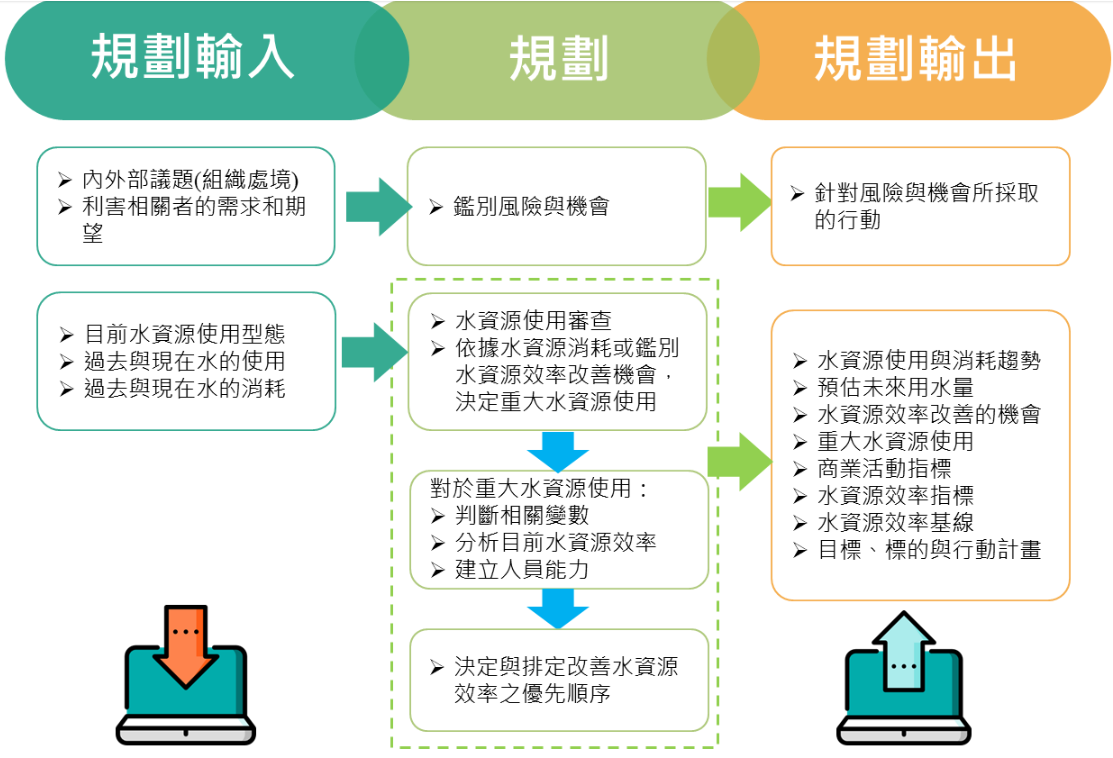 規劃輸入
規劃
規劃輸出
➢ 內外部議題(組織處境)
➢ 利害相關者的需求和期
望
➢ 鑑別風險與機會
➢ 針對風險與機會所採取
的行動
➢ 目前水資源使用型態
➢ 過去與現在水的使用
➢ 過去與現在水的消耗
➢ 水資源使用審查
➢ 依據水資源消耗或鑑別
水資源效率改善機會，
決定重大水資源使用
對於重大水資源使用：
➢ 判斷相關變數
➢ 分析目前水資源效率
➢ 建立人員能力
➢ 決定與排定改善水資源
效率之優先順序
➢ 水資源使用與消耗趨勢
➢ 預估未來用水量
➢ 水資源效率改善的機會
➢ 重大水資源使用
➢ 商業活動指標
➢ 水資源效率指標
➢ 水資源效率基線
➢ 目標、標的與行動計畫